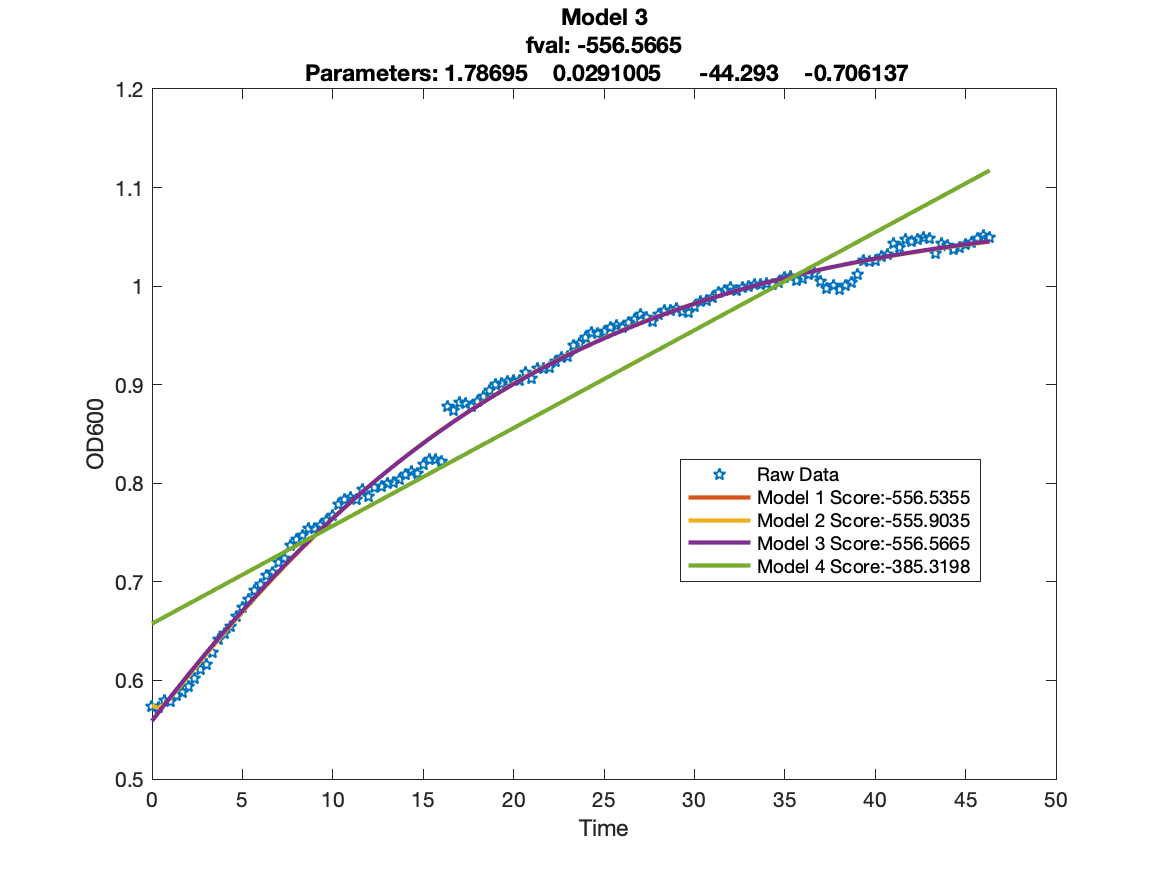 Model 3
fval: -556.5665
Parameters: 1.78695 0.0291005 -44.293 -0.706137
1.2
1.1
1
0.9
0.8
0.7
0.6
0.5
OD600
Raw Data
Model 1 Score:-556.5355
Model 2 Score:-555.9035
Model 3 Score:-556.5665
Model 4 Score:-385.3198
0 5 10 15 20 25 30 35 40 45 50
Time